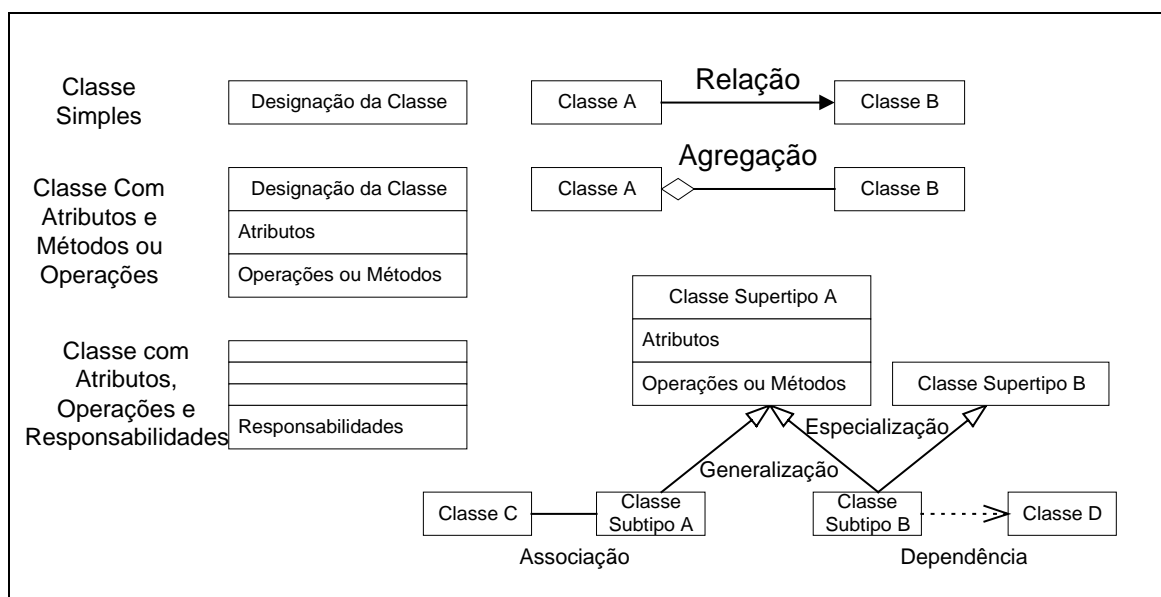 Classe
Simples
Designação da Classe
Classe A
Relação
Classe B
Classe Com
Atributos e
Métodos ou
Operações
Designação da Classe
Atributos
Operações ou Métodos
Classe A
Agregação
Classe B
Classe com
Atributos,
Operações e
Responsabilidades
Responsabilidades
Classe Supertipo A
Atributos
Operações ou Métodos
Classe Supertipo B
Especialização
Generalização
Classe C
Classe
Subtipo A
Classe
Subtipo B
Classe D
Associação
Dependência